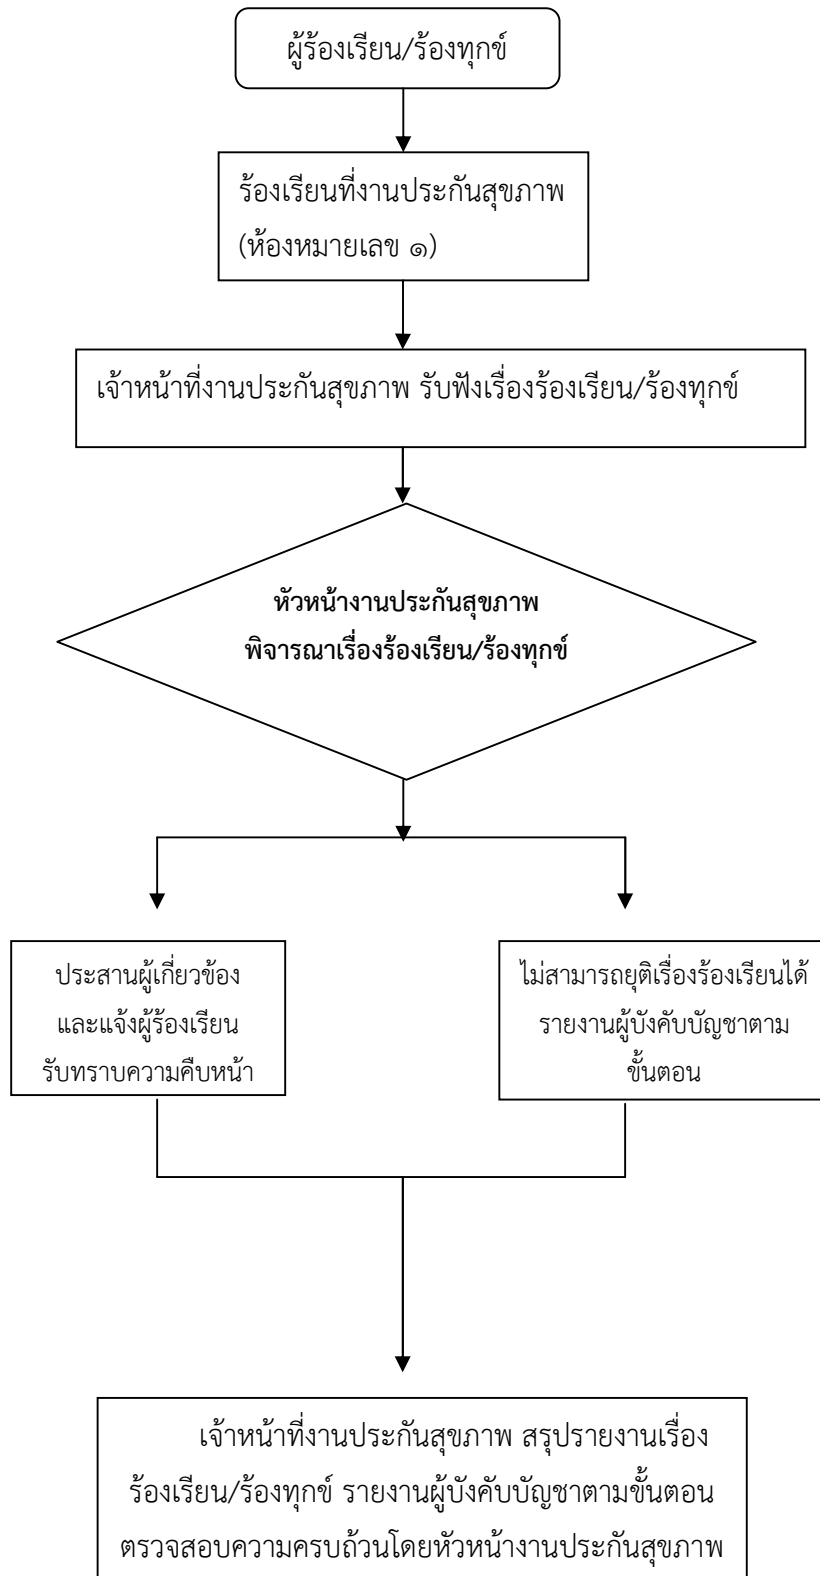 ผู้ร้องเรียน/ร้องทุกข์
ร้องเรียนที่งานประกันสุขภาพ
(ห้องหมายเลข ๑)
เจ้าหน้าที่งานประกันสุขภาพ รับฟังเรื่องร้องเรียน/ร้องทุกข์
หัวหน้างานประกันสุขภาพ
พิจารณาเรื่องร้องเรียน/ร้องทุกข์
ประสานผู้เกี่ยวข้อง
และแจ้งผู้ร้องเรียน
รับทราบความคืบหน้า
ไม่สามารถยุติเรื่องร้องเรียนได้
รายงานผู้บังคับบัญชาตาม
ขั้นตอน
เจ้าหน้าที่งานประกันสุขภาพ สรุปรายงานเรื่อง
ร้องเรียน/ร้องทุกข์ รายงานผู้บังคับบัญชาตามขั้นตอน
ตรวจสอบความครบถ้วนโดยหัวหน้างานประกันสุขภาพ